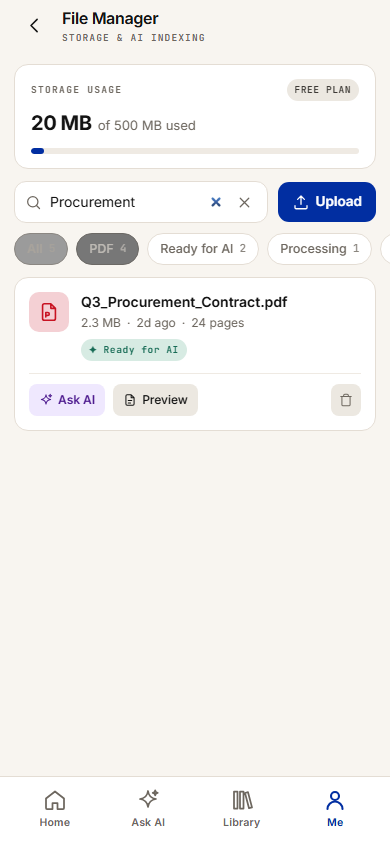 File Manager
STORAGE & AI INDEXING
STORAGE USAGE
FREE PLAN
20 MB of 500 MB used
Procurement
Upload
All
PDF 4
Ready for AI 2
Processing 1
Q3_Procurement_Contract.pdf
2.3 MB · 2d ago · 24 pages
Ready for AI
Ask AI
Preview
Home
Ask AI
Library
Me